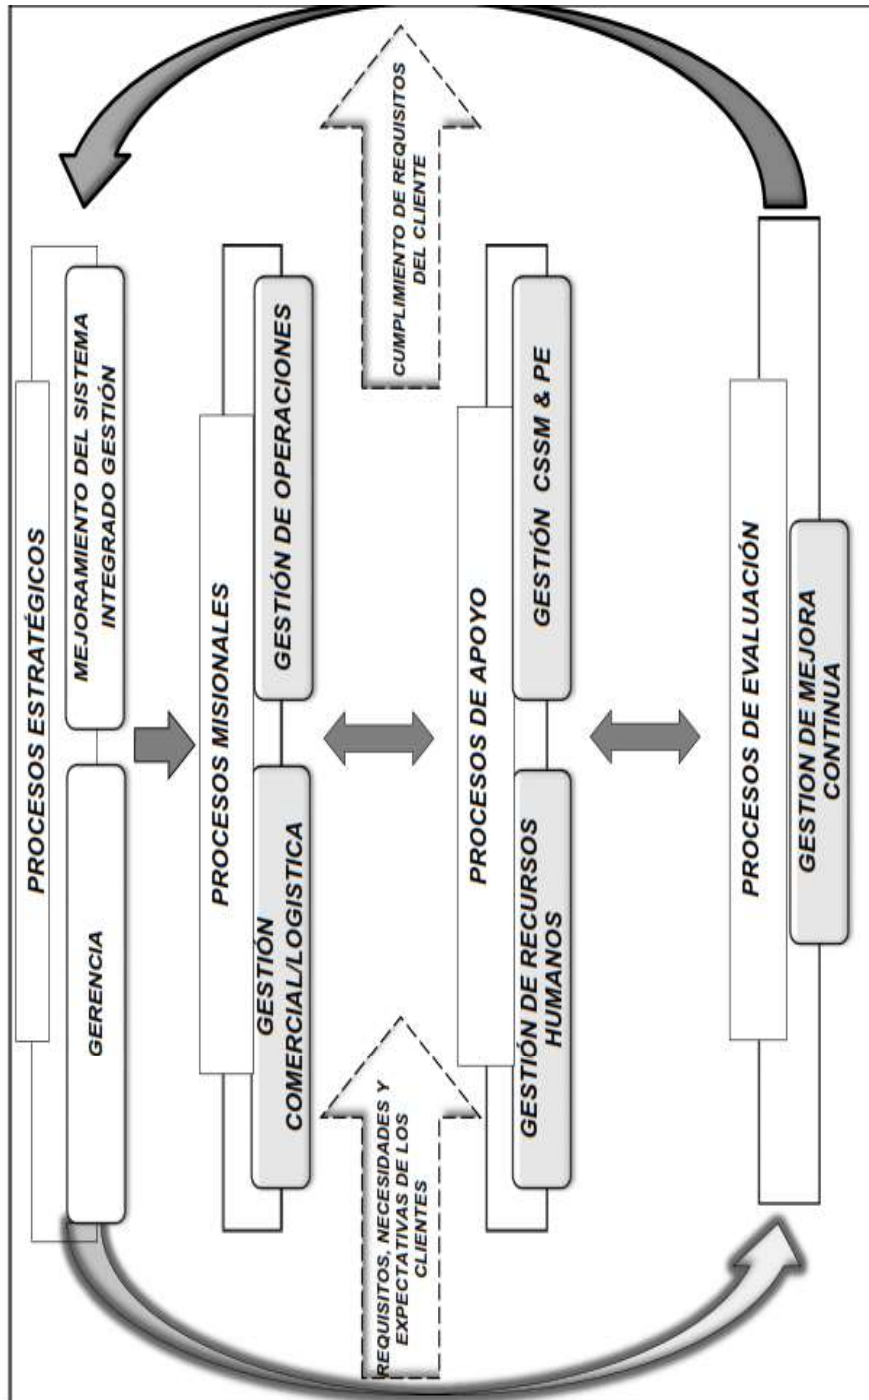 PROCESOS ESTRATÉGICOS
GERENCIA
MEJORAMIENTO DEL SISTEMA
INTEGRADO GESTIÓN
PROCESOS MISIONALES
GESTIÓN
COMERCIAL/LOGISTICA
GESTIÓN DE OPERACIONES
REQUISITOS, NECESIDADES Y
EXPECTATIVAS DE LOS
CLIENTES
CUMPLIMIENTO DE REQUISITOS
DEL CLIENTE
PROCESOS DE APOYO
GESTIÓN DE RECURSOS
HUMANOS
GESTIÓN CSSM & PE
PROCESOS DE EVALUACIÓN
GESTION DE MEJORA
CONTINUA